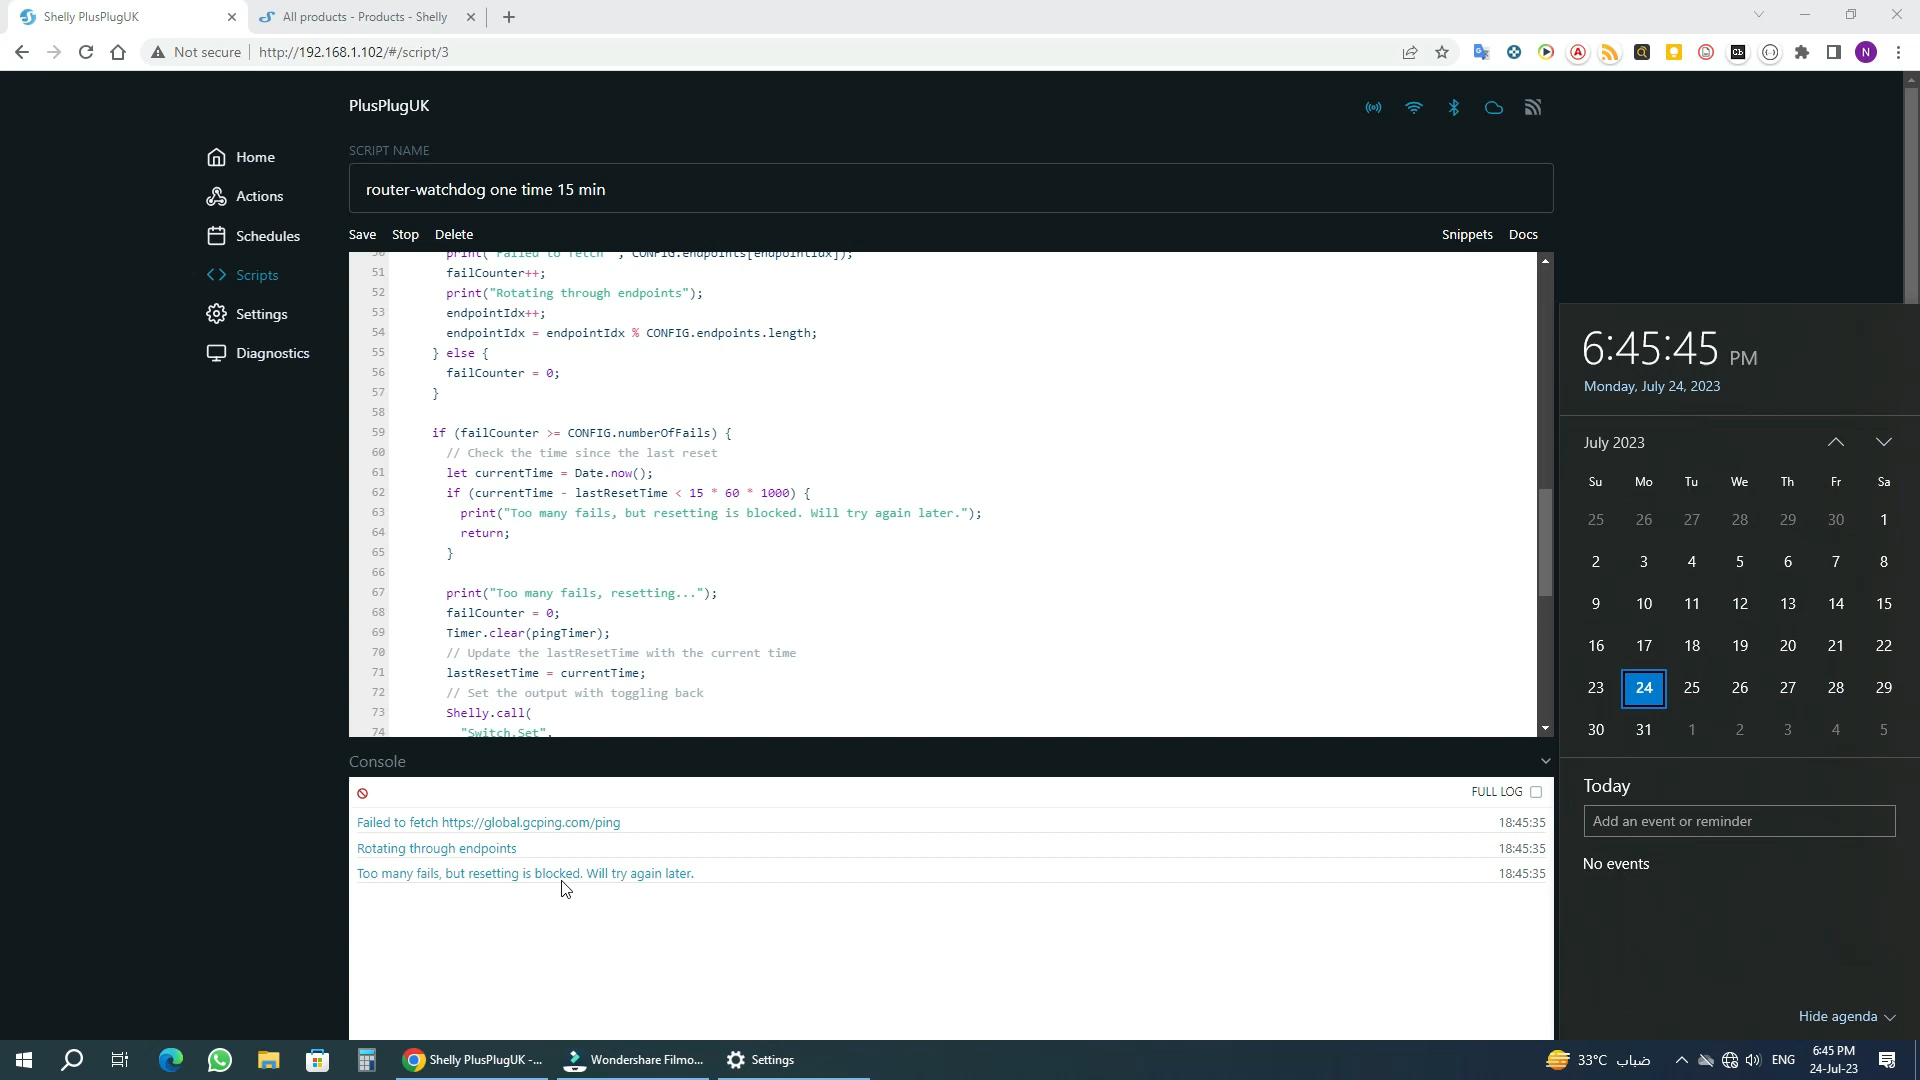 Shelly PlusPlugUK
All products - Products - Shelly
Not secure
http://192.168.1.102/#/script/3
N
PlusPlugUK
Home
Actions
Schedules
Scripts
Settings
Diagnostics
SCRIPT NAME
router-watchdog one time 15 min
Save Stop Delete
Snippets Docs
50 print("Failed to fetch ", CONFIG.endpoints[endpointIdx]);
51 failCounter++;
52 print("Rotating through endpoints");
53 endpointIdx++;
54 endpointIdx = endpointIdx % CONFIG.endpoints.length;
55 } else {
56 failCounter = 0;
57 }
58
59 if (failCounter >= CONFIG.numberOfFails) {
60 // Check the time since the last reset
61 let currentTime = Date.now();
62 if (currentTime - lastResetTime < 15 * 60 * 1000) {
63 print("Too many fails, but resetting is blocked. Will try again later.");
64 return;
65 }
66
67 print("Too many fails, resetting...");
68 failCounter = 0;
69 Timer.clear(pingTimer);
70 // Update the lastResetTime with the current time
71 lastResetTime = currentTime;
72 // Set the output with toggling back
73 Shelly.call(
74 "Switch.Set",
Console
FULL LOG
Failed to fetch https://global.gcping.com/ping 18:45:35
Rotating through endpoints 18:45:35
Too many fails, but resetting is blocked. Will try again later. 18:45:35
6:45:45 PM
Monday, July 24, 2023
July 2023
Su Mo Tu We Th Fr Sa
25 26 27 28 29 30 1
2 3 4 5 6 7 8
9 10 11 12 13 14 15
16 17 18 19 20 21 22
23 24 25 26 27 28 29
30 31 1 2 3 4 5
Today
Add an event or reminder
No events
Hide agenda
Shelly PlusPlugUK -...
Wondershare Filmo...
Settings
33°C ضباب
ENG
6:45 PM
24-Jul-23